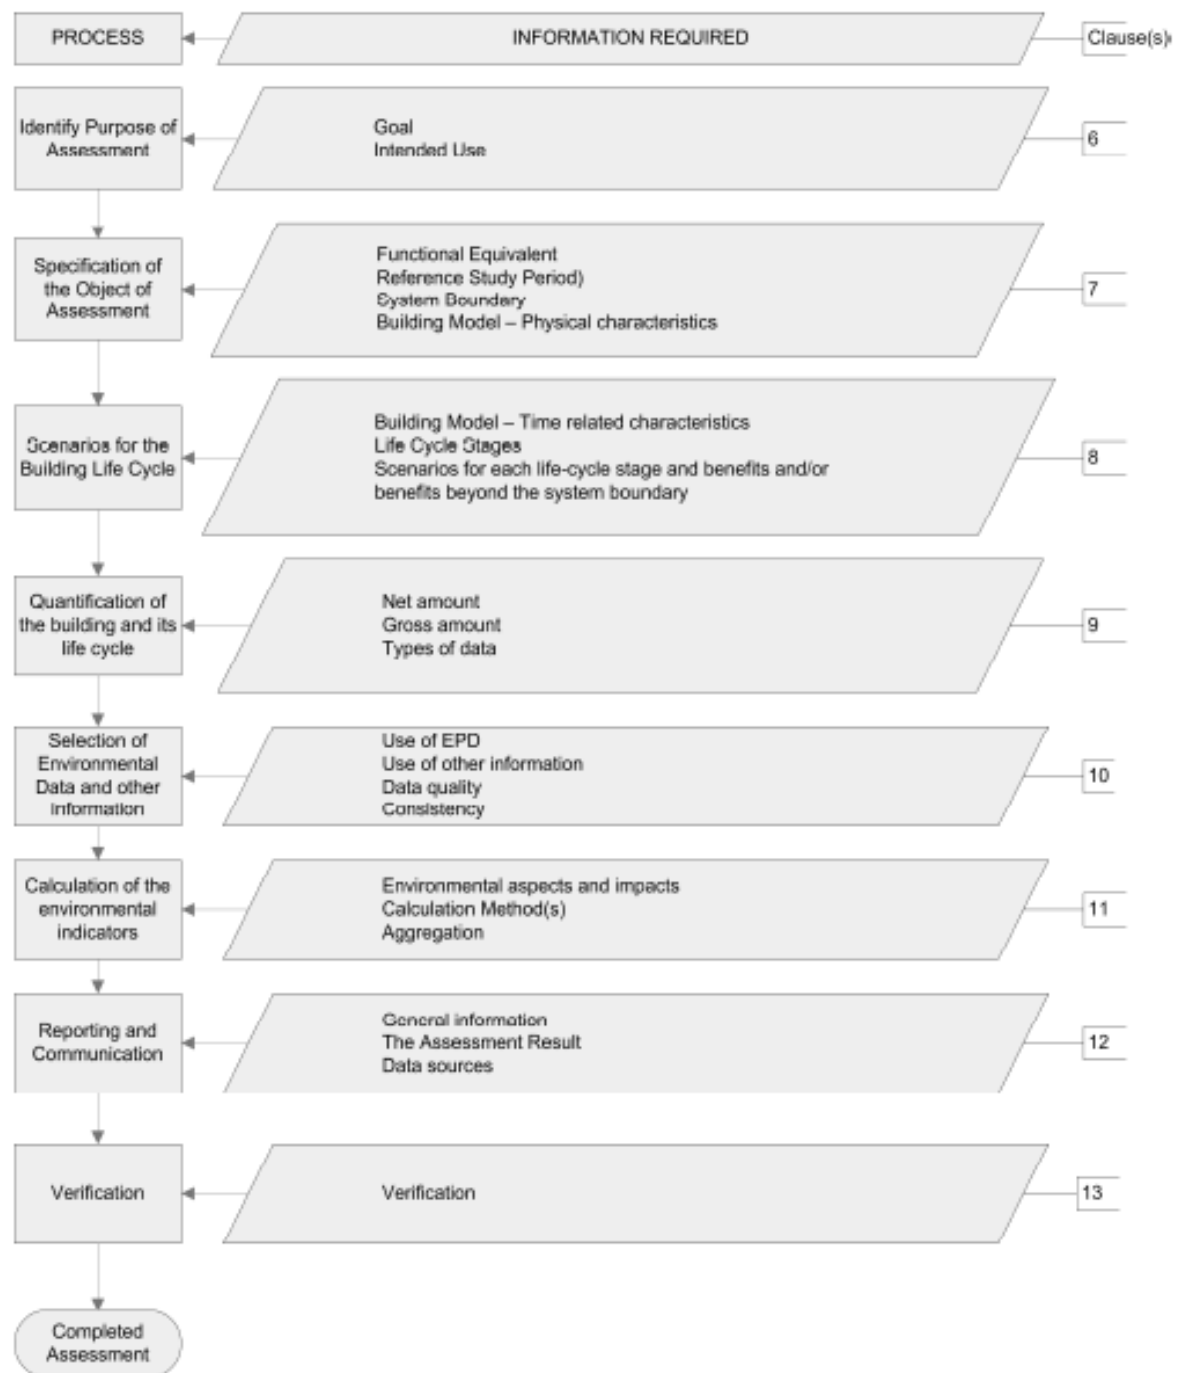 PROCESS
INFORMATION REQUIRED
Clause(s)
Identify Purpose of
Assessment
Goal
Intended Use
6
Specification of
the Object of
Assessment
Functional Equivalent
Reference Study Period)
System Boundary
Building Model – Physical characteristics
7
Scenarios for the
Building Life Cycle
Building Model – Time related characteristics
Life Cycle Stages
Scenarios for each life-cycle stage and benefits and/or
benefits beyond the system boundary
8
Quantification of
the building and its
life cycle
Net amount
Gross amount
Types of data
9
Selection of
Environmental
Data and other
Information
Use of EPD
Use of other information
Data quality
Consistency
10
Calculation of the
environmental
indicators
Environmental aspects and impacts
Calculation Method(s)
Aggregation
11
Reporting and
Communication
General information
The Assessment Result
Data sources
12
Verification
Verification
13
Completed
Assessment